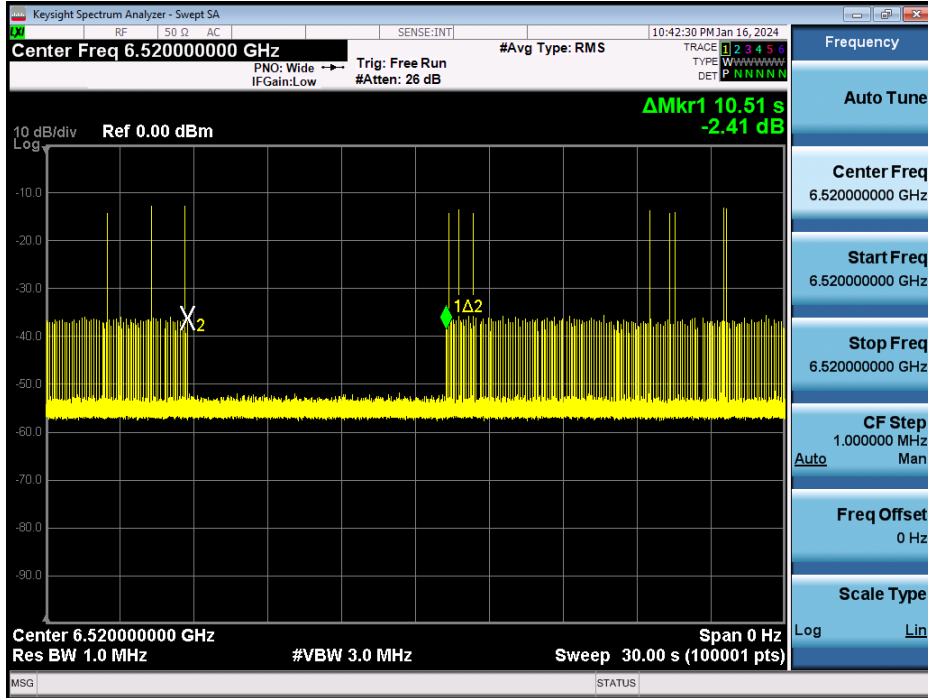 Keysight Spectrum Analyzer - Swept SA
LXI RF 50 Ω AC SENSE:INT 10:42:30 PM Jan 16, 2024
Center Freq 6.520000000 GHz
PNO: Wide
IFGain:Low
Trig: Free Run
#Atten: 26 dB
#Avg Type: RMS
TRACE 1 2 3 4 5 6
TYPE WWWWWW
DET P N N N N N
ΔMkr1 10.51 s
-2.41 dB
10 dB/div Ref 0.00 dBm
Log
-10.0
-20.0
-30.0
-40.0
-50.0
-60.0
-70.0
-80.0
-90.0
2
1Δ2
Center 6.520000000 GHz Span 0 Hz
Res BW 1.0 MHz #VBW 3.0 MHz Sweep 30.00 s (100001 pts)
MSG STATUS
Frequency
Auto Tune
Center Freq
6.520000000 GHz
Start Freq
6.520000000 GHz
Stop Freq
6.520000000 GHz
CF Step
1.000000 MHz
Auto Man
Freq Offset
0 Hz
Scale Type
Log Lin